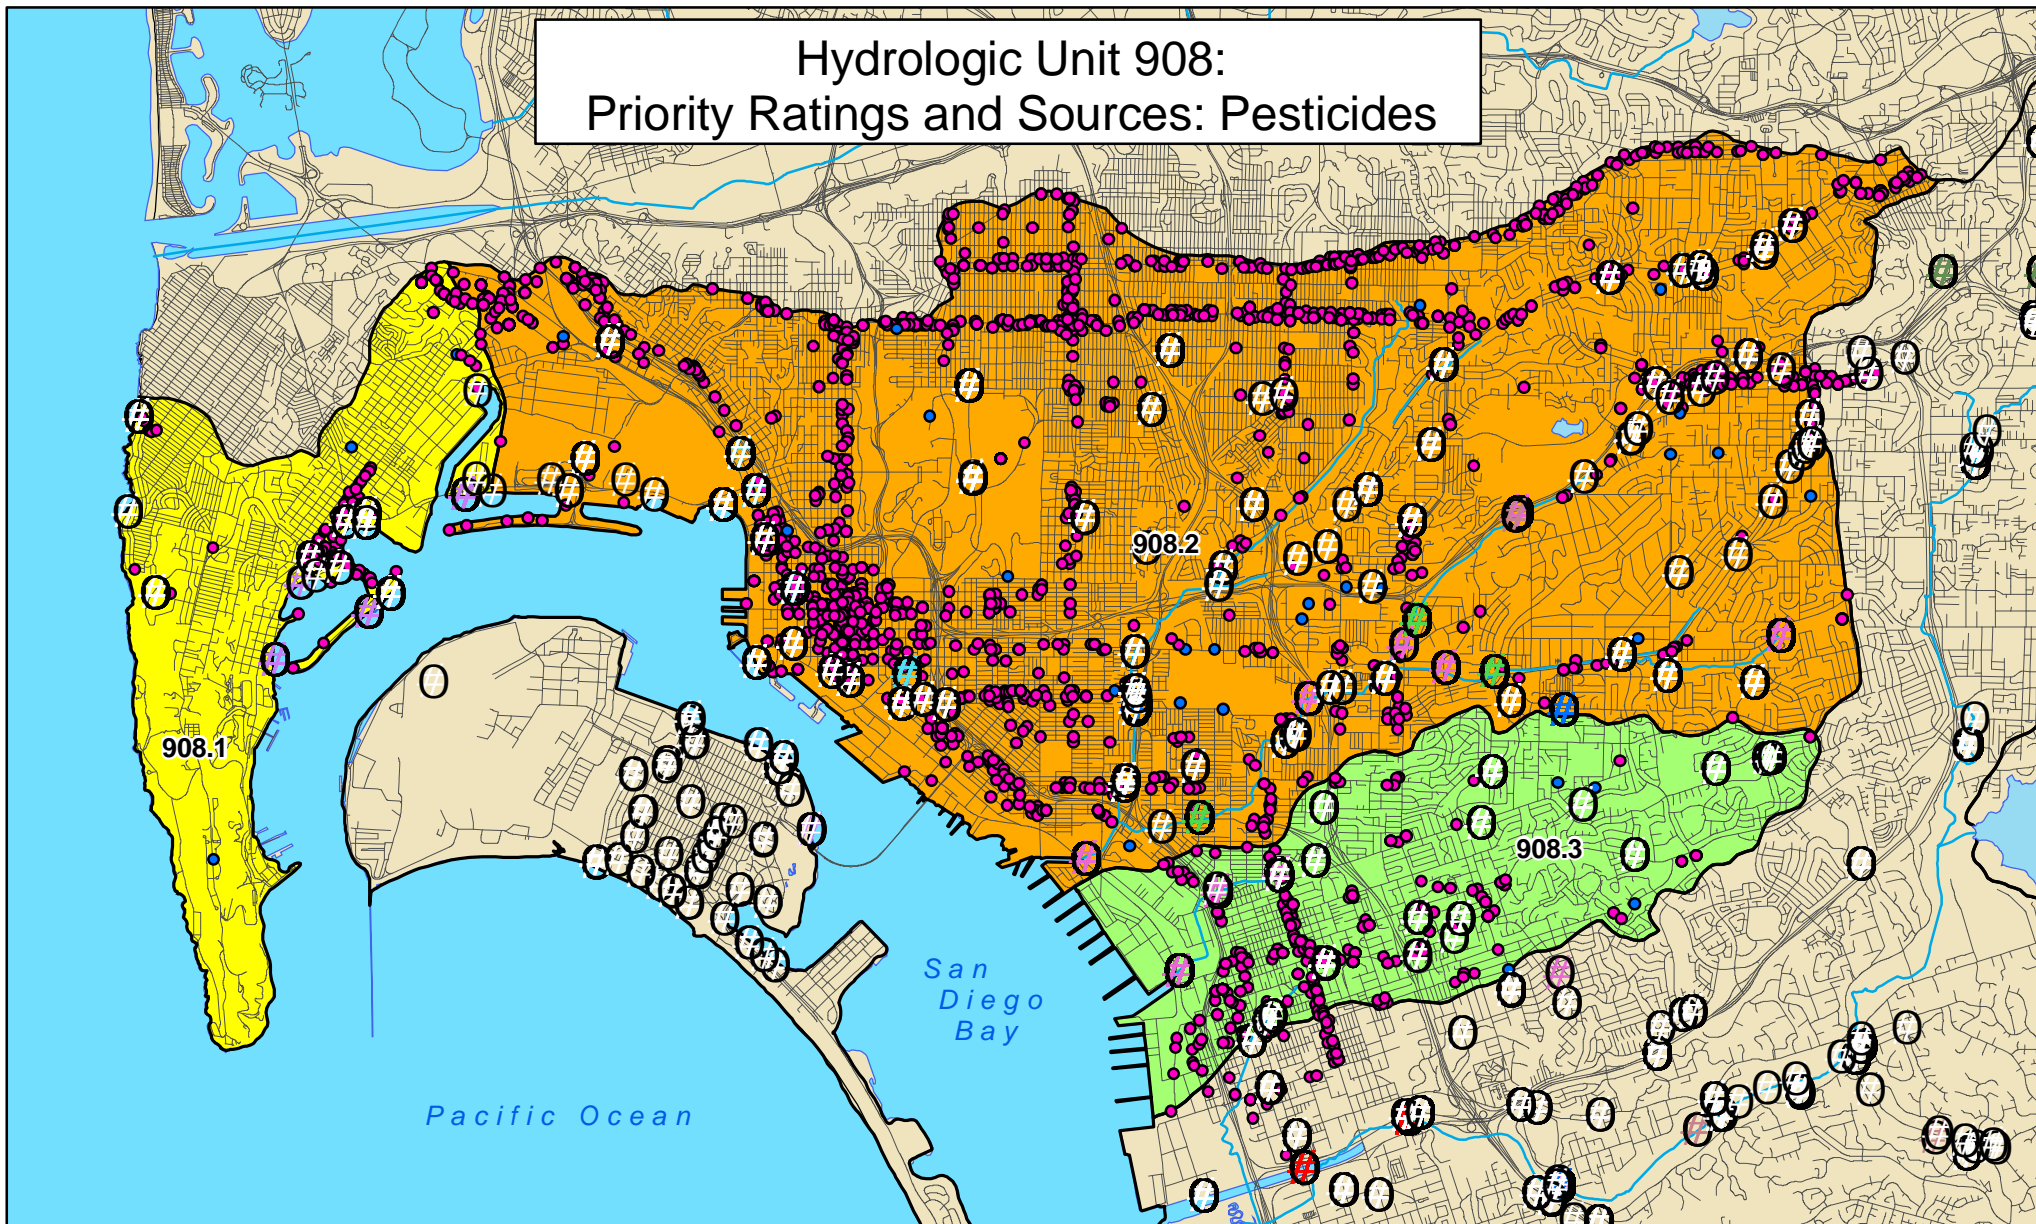 Hydrologic Unit 908:
Priority Ratings and Sources: Pesticides
908.2
908.1
908.3
San
Diego
Bay
Pacific Ocean